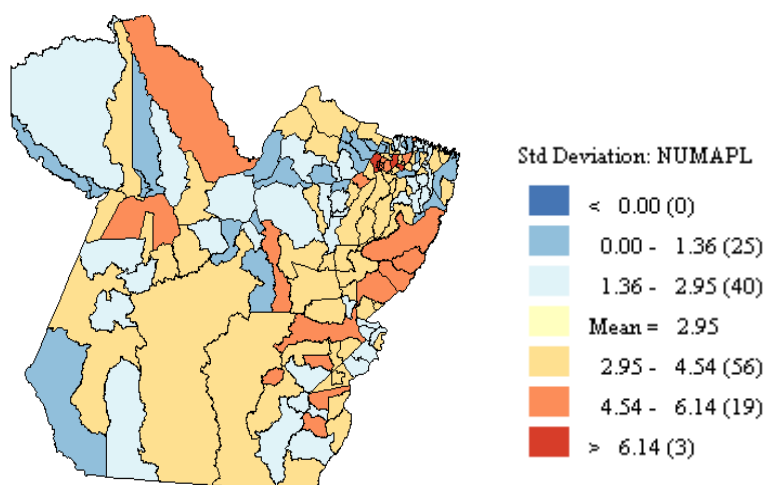 Std Deviation: NUMAPL
< 0.00 (0)
0.00 - 1.36 (25)
1.36 - 2.95 (40)
Mean = 2.95
2.95 - 4.54 (56)
4.54 - 6.14 (19)
> 6.14 (3)